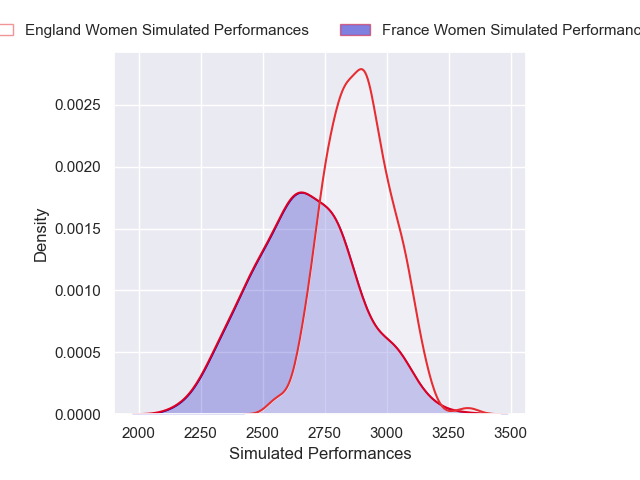 England Women Simulated Performances
France Women Simulated Performanc
0.0025
0.0020
0.0015
0.0010
0.0005
0.0000
Density
2000 2250 2500 2750 3000 3250 3500
Simulated Performances